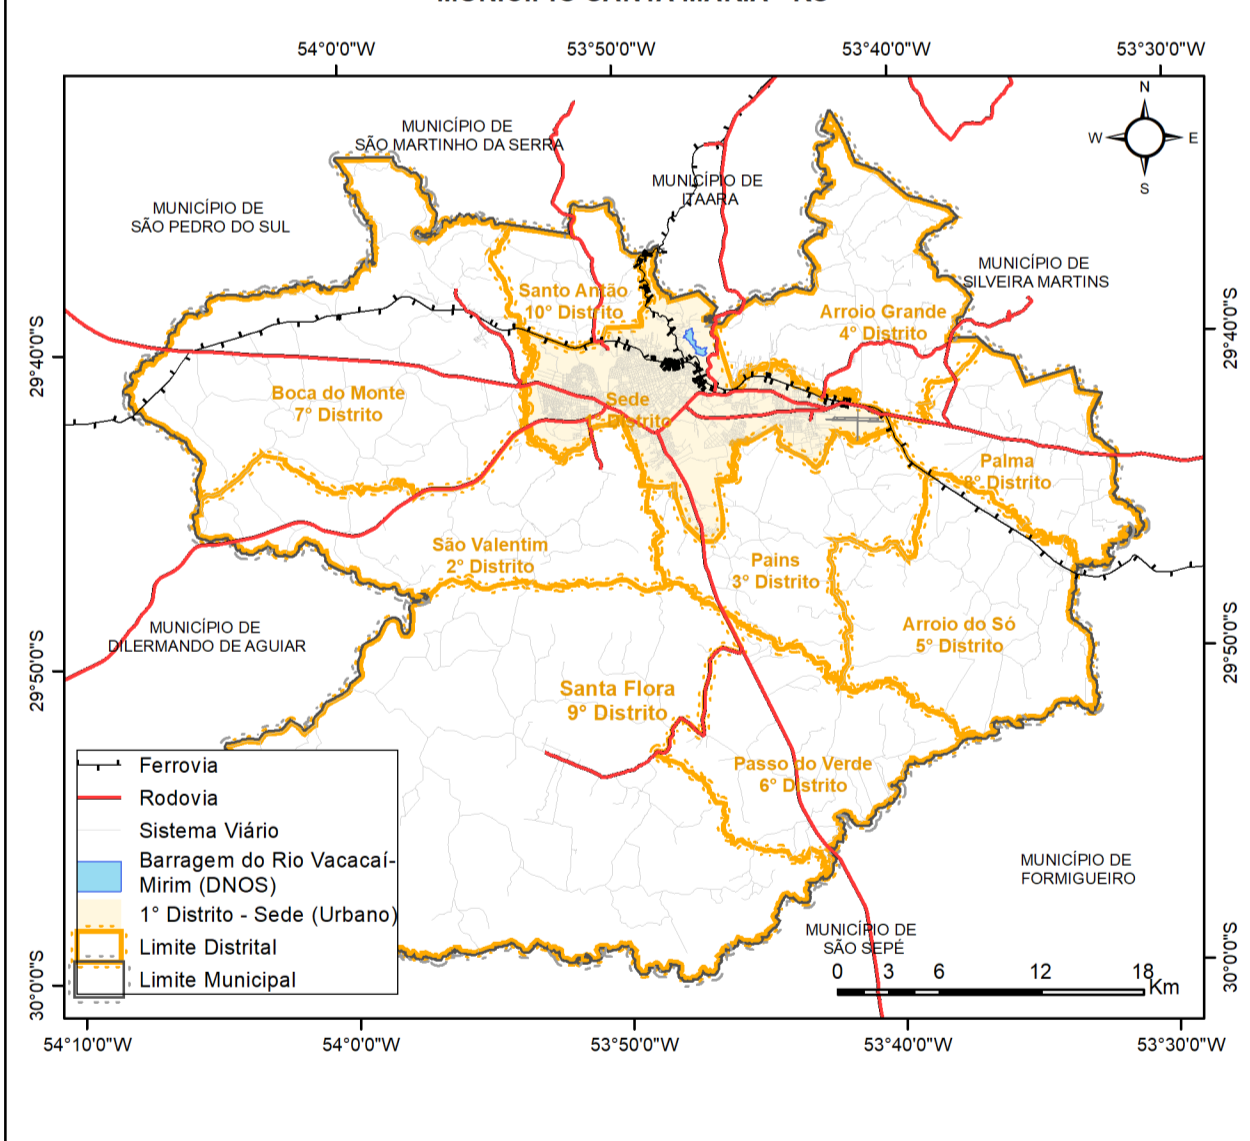 MUNICÍPIO SANTA MARIA - RS
54°0'0"W
53°50'0"W
53°40'0"W
53°30'0"W
N
W
E
S
MUNICÍPIO DE
SÃO MARTINHO DA SERRA
MUNICÍPIO DE
ITAARA
MUNICÍPIO DE
SÃO PEDRO DO SUL
MUNICÍPIO DE
SILVEIRA MARTINS
Santo Antão
10° Distrito
Arroio Grande
4° Distrito
29°40'0"S
29°40'0"S
Boca do Monte
7° Distrito
Sede
1° Distrito
Palma
8° Distrito
São Valentim
2° Distrito
Pains
3° Distrito
Arroio do Só
5° Distrito
MUNICÍPIO DE
DILERMANDO DE AGUIAR
29°50'0"S
29°50'0"S
Santa Flora
9° Distrito
Passo do Verde
6° Distrito
Ferrovia
Rodovia
Sistema Viário
Barragem do Rio Vacacaí-
Mirim (DNOS)
1° Distrito - Sede (Urbano)
Limite Distrital
Limite Municipal
MUNICÍPIO DE
FORMIGUEIRO
MUNICÍPIO DE
SÃO SEPÉ
0 3 6 12 18
Km
30°0'0"S
30°0'0"S
54°10'0"W
54°0'0"W
53°50'0"W
53°40'0"W
53°30'0"W